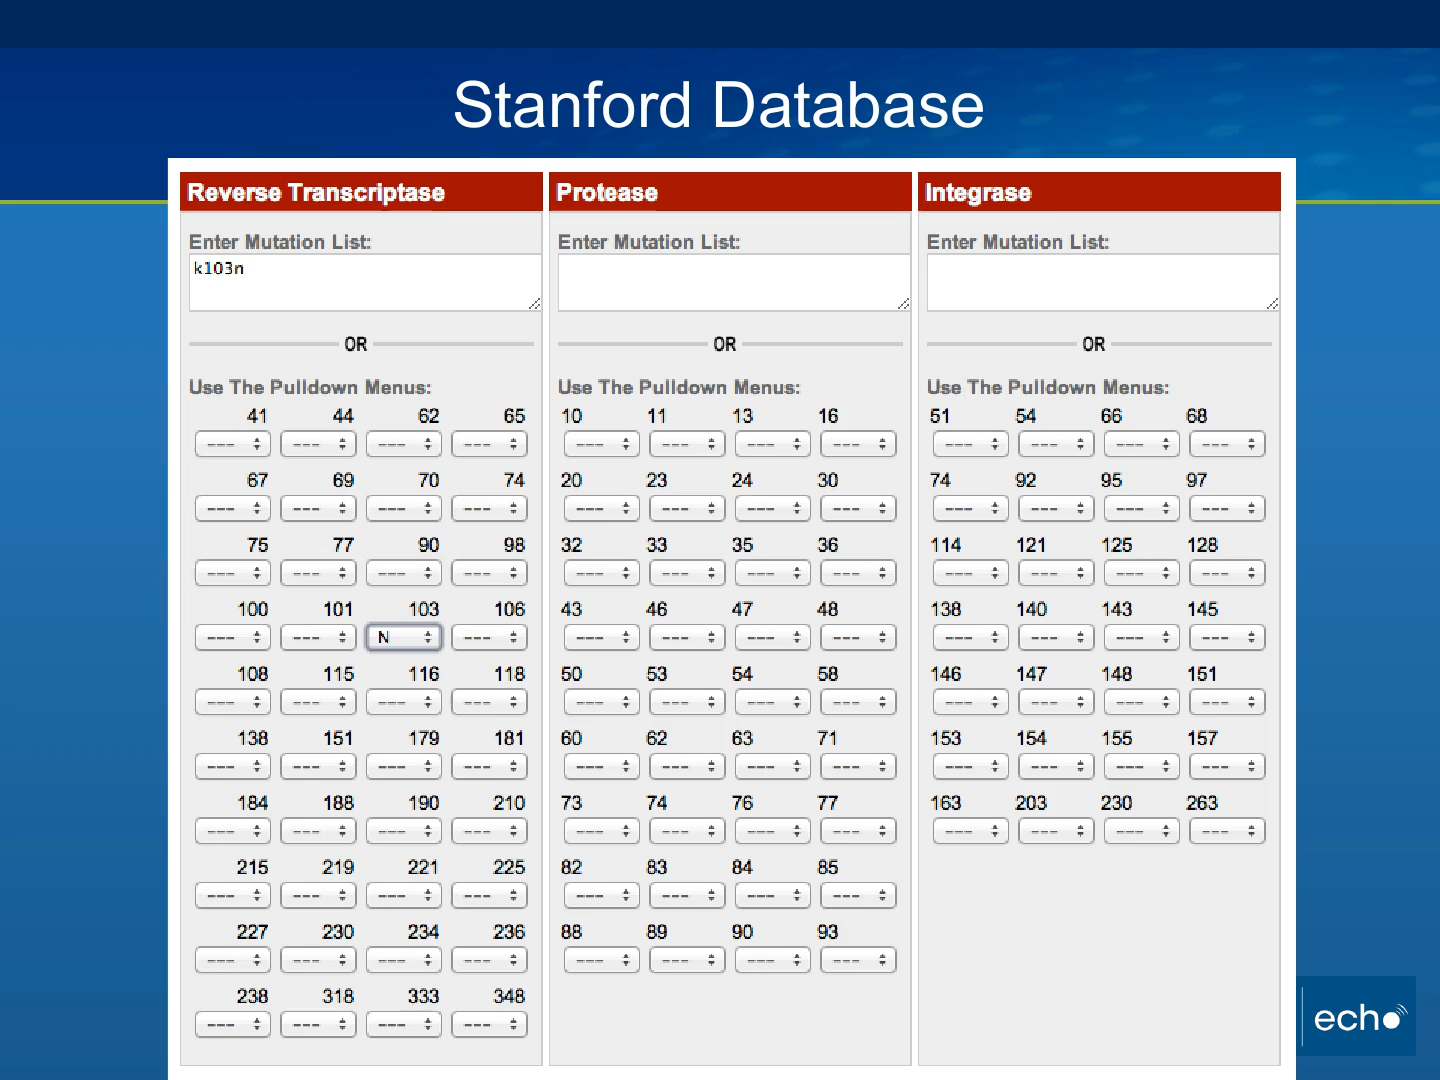 Stanford Database
Reverse Transcriptase
Enter Mutation List:
k103n
OR
Use The Pulldown Menus:
41 44 62 65
--- --- --- ---
67 69 70 74
--- --- --- ---
75 77 90 98
--- --- --- ---
100 101 103 106
--- --- N ---
108 115 116 118
--- --- --- ---
138 151 179 181
--- --- --- ---
184 188 190 210
--- --- --- ---
215 219 221 225
--- --- --- ---
227 230 234 236
--- --- --- ---
238 318 333 348
--- --- --- ---
Protease
Enter Mutation List:
OR
Use The Pulldown Menus:
10 11 13 16
--- --- --- ---
20 23 24 30
--- --- --- ---
32 33 35 36
--- --- --- ---
43 46 47 48
--- --- --- ---
50 53 54 58
--- --- --- ---
60 62 63 71
--- --- --- ---
73 74 76 77
--- --- --- ---
82 83 84 85
--- --- --- ---
88 89 90 93
--- --- --- ---
Integrase
Enter Mutation List:
OR
Use The Pulldown Menus:
51 54 66 68
--- --- --- ---
74 92 95 97
--- --- --- ---
114 121 125 128
--- --- --- ---
138 140 143 145
--- --- --- ---
146 147 148 151
--- --- --- ---
153 154 155 157
--- --- --- ---
163 203 230 263
--- --- --- ---
echo